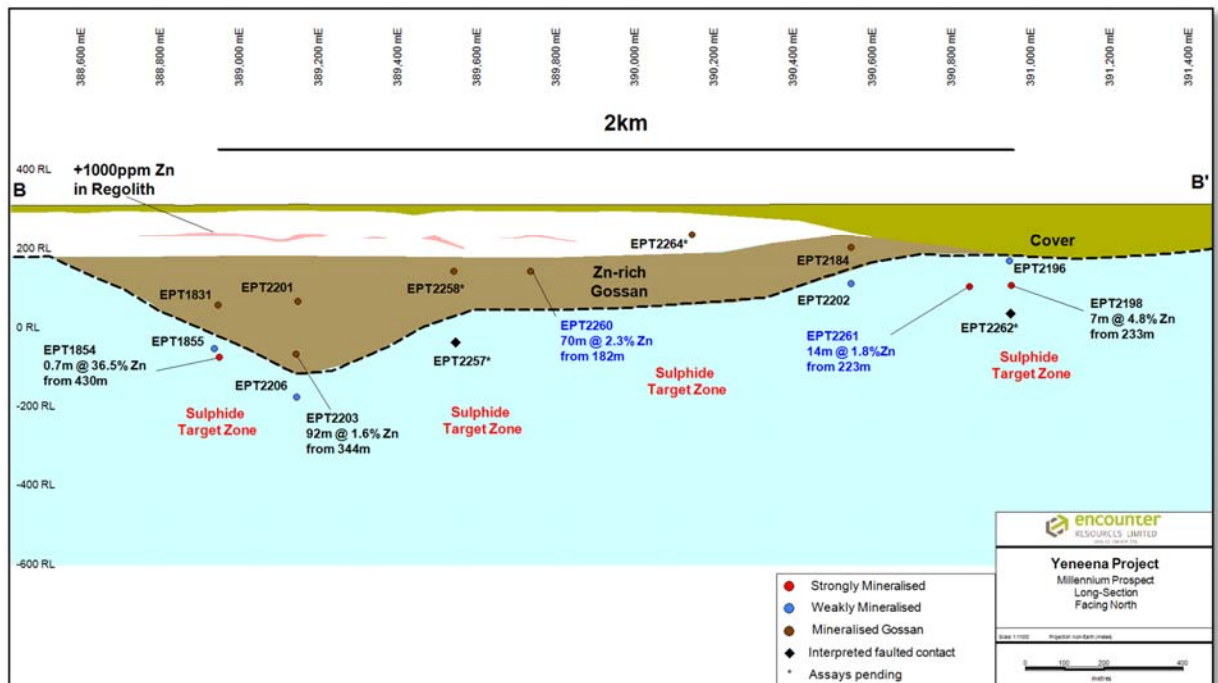 388,600 mE
388,800 mE
389,000 mE
389,200 mE
389,400 mE
389,600 mE
389,800 mE
390,000 mE
390,200 mE
390,400 mE
390,600 mE
390,800 mE
391,000 mE
391,200 mE
391,400 mE
2km
400 RL
+1000ppm Zn
in Regolith
B
B'
200 RL
EPT2264*
Cover
EPT2184
EPT2196
Zn-rich
Gossan
EPT2201
EPT1831
EPT2258*
EPT2202
0 RL
EPT2260
70m @ 2.3% Zn
from 182m
EPT2198
7m @ 4.8% Zn
from 233m
EPT1855
EPT1854
0.7m @ 36.5% Zn
from 430m
EPT2257*
EPT2261
14m @ 1.8%Zn
from 223m
EPT2262*
EPT2206
Sulphide
Target Zone
Sulphide
Target Zone
Sulphide
Target Zone
Sulphide
Target Zone
-200 RL
EPT2203
92m @ 1.6% Zn
from 344m
-400 RL
-600 RL
Strongly Mineralised
Weakly Mineralised
Mineralised Gossan
Interpreted faulted contact
* Assays pending
encounter
RESOURCES LIMITED
Yeneena Project
Millennium Prospect
Long-Section
Facing North
0 100 200 400
metres